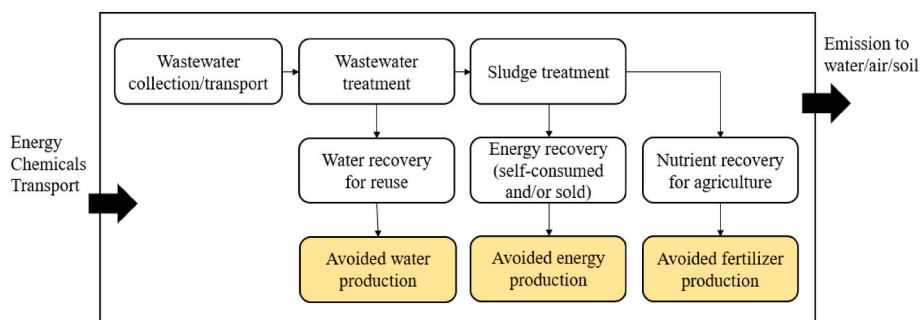 Emission to
water/air/soil
Wastewater
collection/transport
Wastewater
treatment
Sludge treatment
Energy
Chemicals
Transport
Water recovery
for reuse
Energy recovery
(self-consumed
and/or sold)
Nutrient recovery
for agriculture
Avoided water
production
Avoided energy
production
Avoided fertilizer
production